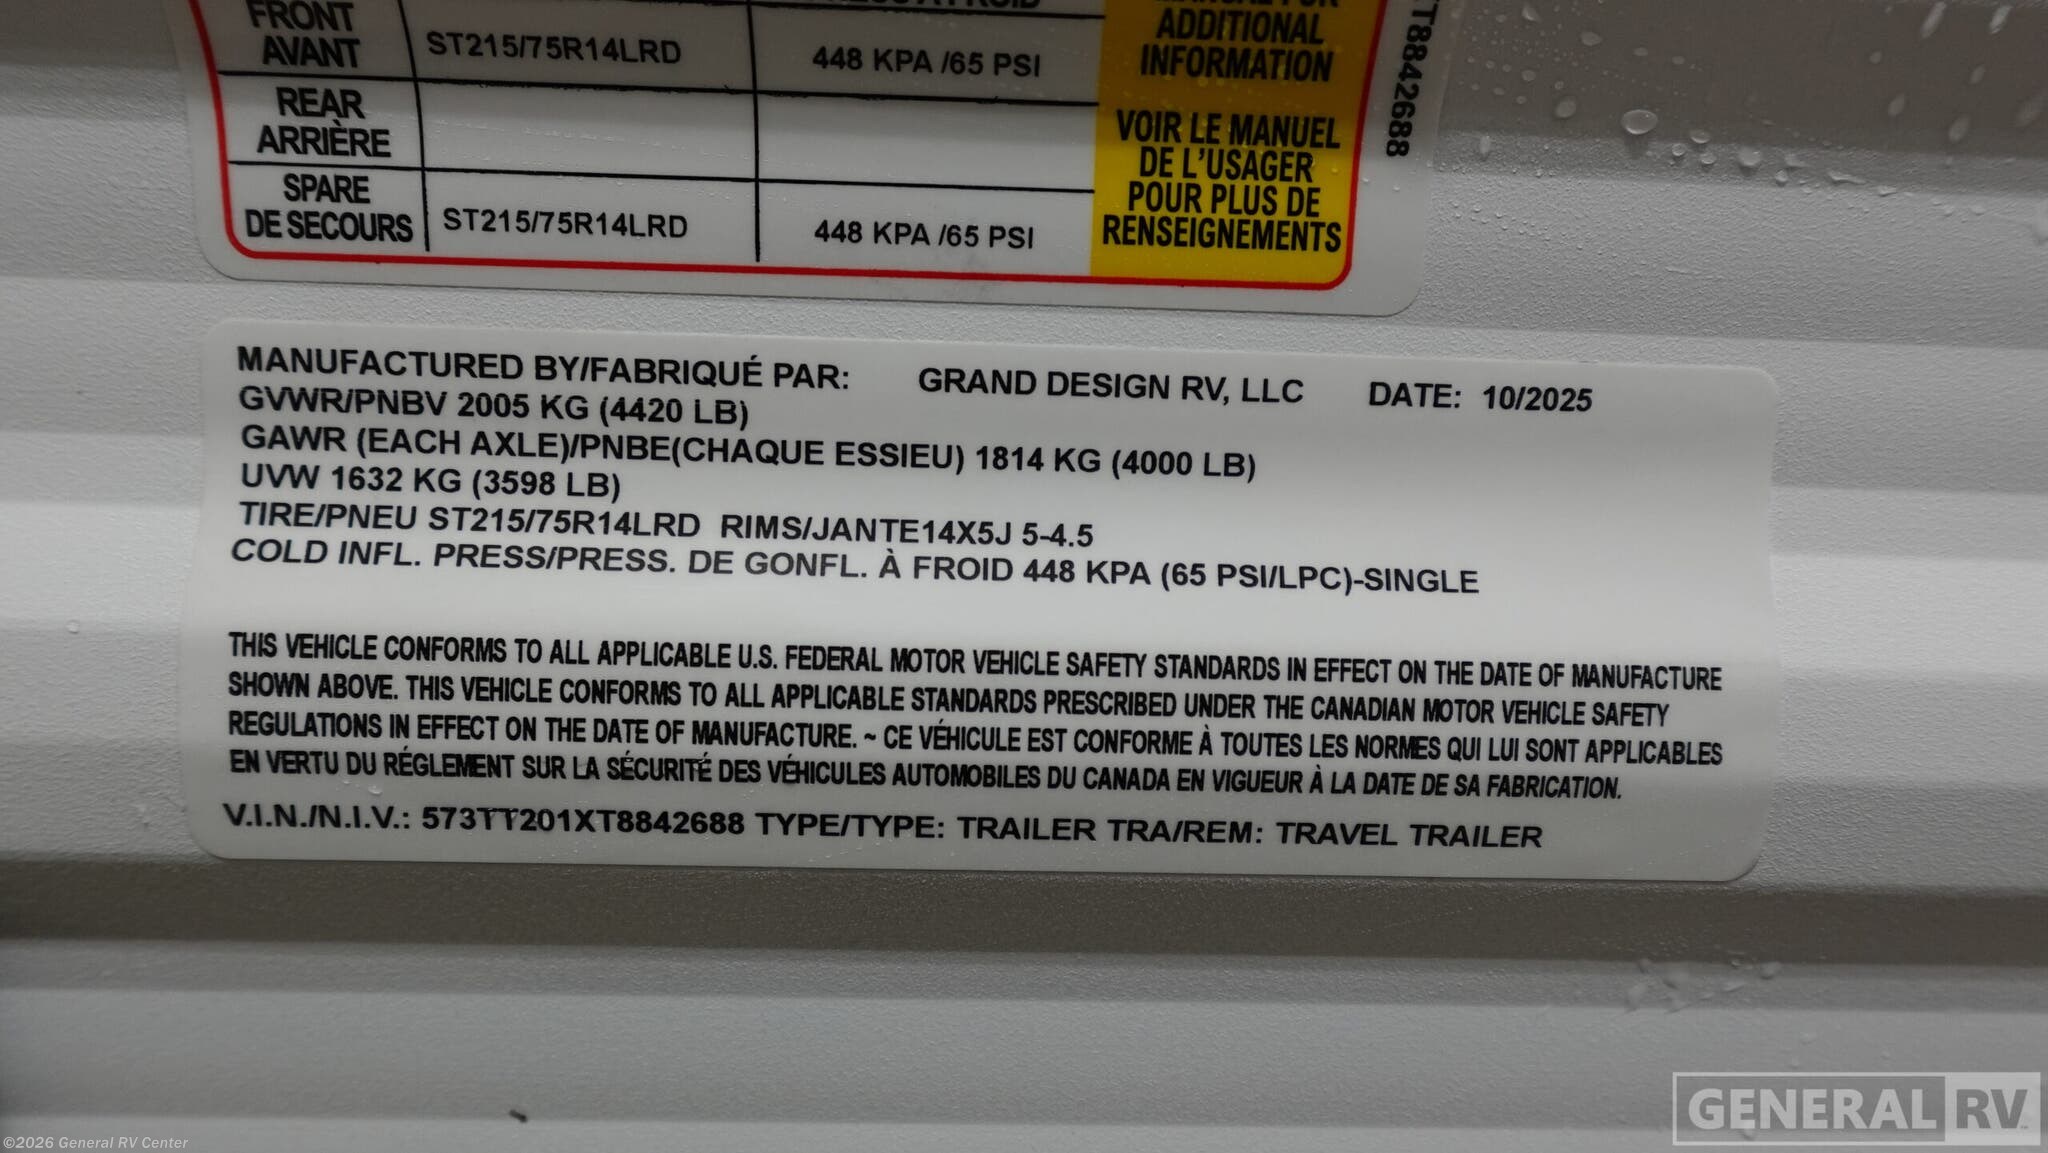 FRONT
AVANT
ST215/75R14LRD
448 KPA /65 PSI
ADDITIONAL
INFORMATION
REAR
ARRIÈRE
SPARE
DE SECOURS
ST215/75R14LRD
448 KPA /65 PSI
VOIR LE MANUEL
DE L'USAGER
POUR PLUS DE
RENSEIGNEMENTS
T8842688
MANUFACTURED BY/FABRIQUÉ PAR: GRAND DESIGN RV, LLC DATE: 10/2025
GVWR/PNBV 2005 KG (4420 LB)
GAWR (EACH AXLE)/PNBE(CHAQUE ESSIEU) 1814 KG (4000 LB)
UVW 1632 KG (3598 LB)
TIRE/PNEU ST215/75R14LRD RIMS/JANTE14X5J 5-4.5
COLD INFL. PRESS/PRESS. DE GONFL. À FROID 448 KPA (65 PSI/LPC)-SINGLE
THIS VEHICLE CONFORMS TO ALL APPLICABLE U.S. FEDERAL MOTOR VEHICLE SAFETY STANDARDS IN EFFECT ON THE DATE OF MANUFACTURE
SHOWN ABOVE. THIS VEHICLE CONFORMS TO ALL APPLICABLE STANDARDS PRESCRIBED UNDER THE CANADIAN MOTOR VEHICLE SAFETY
REGULATIONS IN EFFECT ON THE DATE OF MANUFACTURE. ~ CE VÉHICULE EST CONFORME À TOUTES LES NORMES QUI LUI SONT APPLICABLES
EN VERTU DU RÉGLEMENT SUR LA SÉCURITÉ DES VÉHICULES AUTOMOBILES DU CANADA EN VIGUEUR À LA DATE DE SA FABRICATION.
V.I.N./N.I.V.: 573TT201XT8842688 TYPE/TYPE: TRAILER TRA/REM: TRAVEL TRAILER
GENERAL RV
©2026 General RV Center